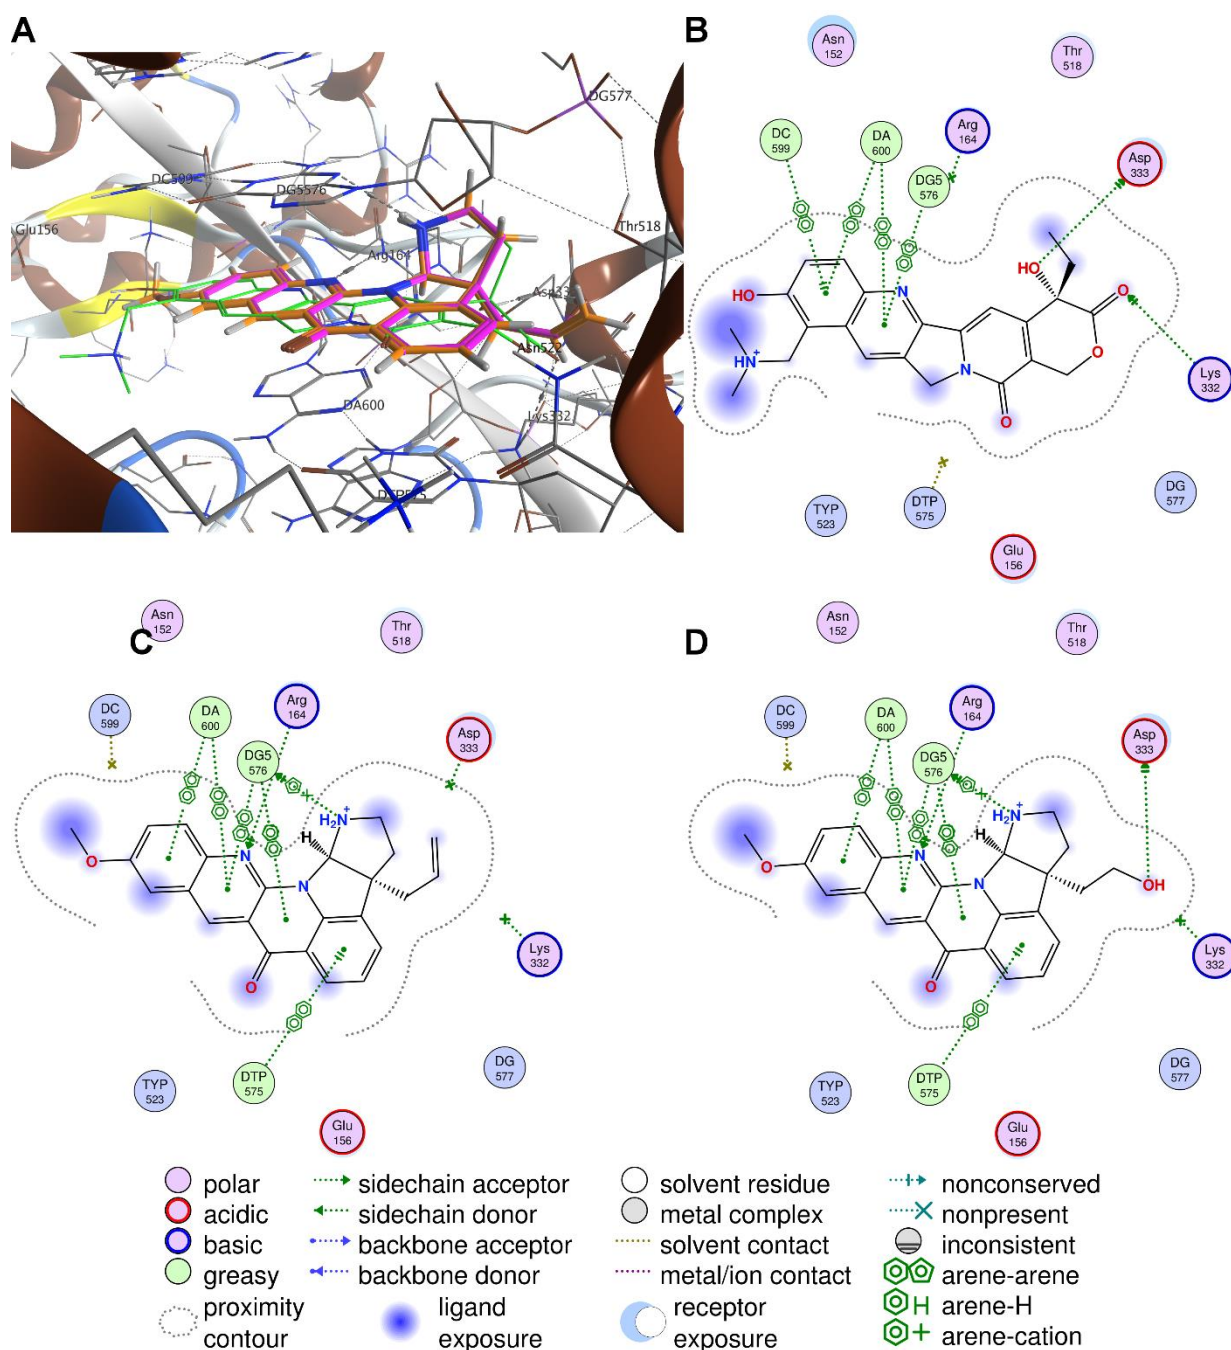 A
DG577
DC599
DG5576
Glu156
Thr518
Arg164
Asn522
DA600
Lys332
B
Asn
152
Thr
518
DC
599
DA
600
Arg
164
DG5
576
Asp
333
HO
N
HO
O
O
HN+
N
O
Lys
332
TYP
523
DTP
575
DG
577
Glu
156
C
Asn
152
Thr
518
DC
599
DA
600
Arg
164
DG5
576
Asp
333
H2N+
H
O
N
N
O
Lys
332
TYP
523
DTP
575
DG
577
Glu
156
D
Asn
152
Thr
518
DC
599
DA
600
Arg
164
DG5
576
Asp
333
H2N+
H
O
N
N
OH
O
Lys
332
TYP
523
DTP
575
DG
577
Glu
156
polar
acidic
basic
greasy
proximity
contour
sidechain acceptor
sidechain donor
backbone acceptor
backbone donor
ligand
exposure
solvent residue
metal complex
solvent contact
metal/ion contact
receptor
exposure
nonconserved
nonpresent
inconsistent
arene-arene
H arene-H
+ arene-cation